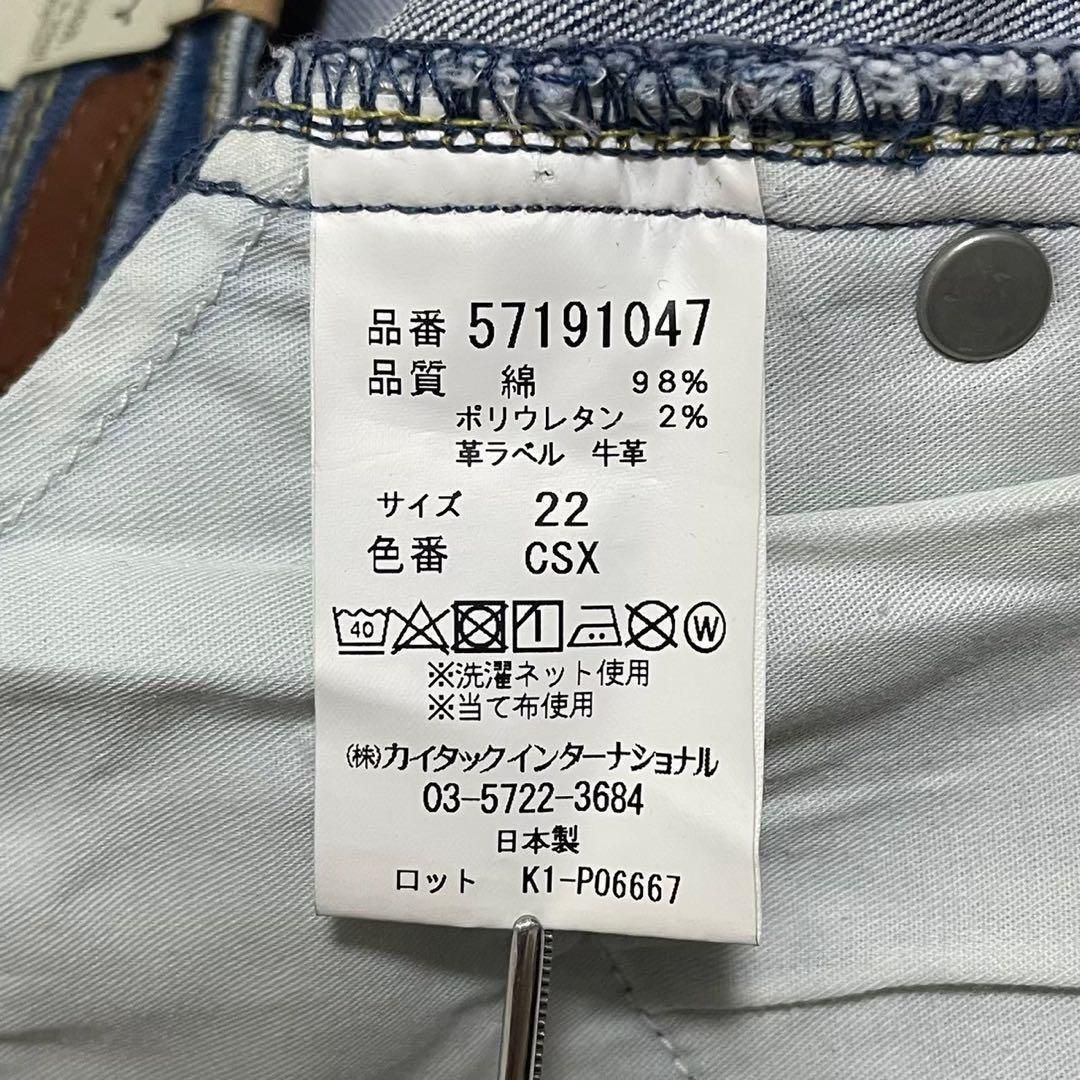 品番 57191047
品質 綿 98%
ポリウレタン 2%
革ラベル 牛革
サイズ 22
色番 CSX
40 W
※洗濯ネット使用
※当て布使用
㈱カイタックインターナショナル
03-5722-3684
日本製
ロット K1-P06667